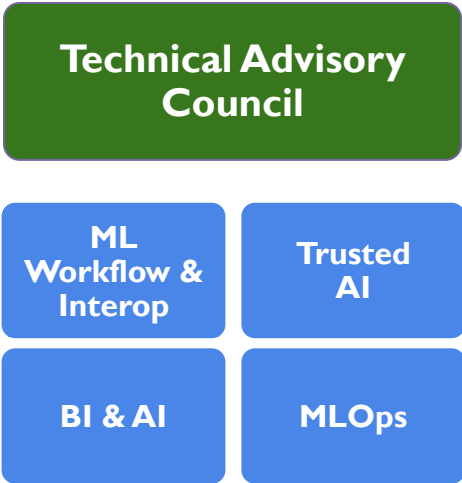 Technical Advisory
Council
ML
Workflow &
Interop
Trusted
AI
BI & AI
MLOps